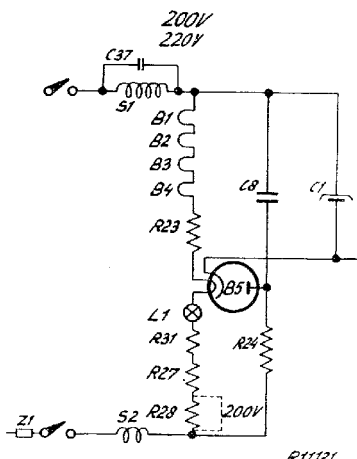 200V
220V
C37
S1
B1
B2
B3
B4
C8
C1
R23
B5
L1
R31
R24
R27
R28
200V
Z1
S2
R11121